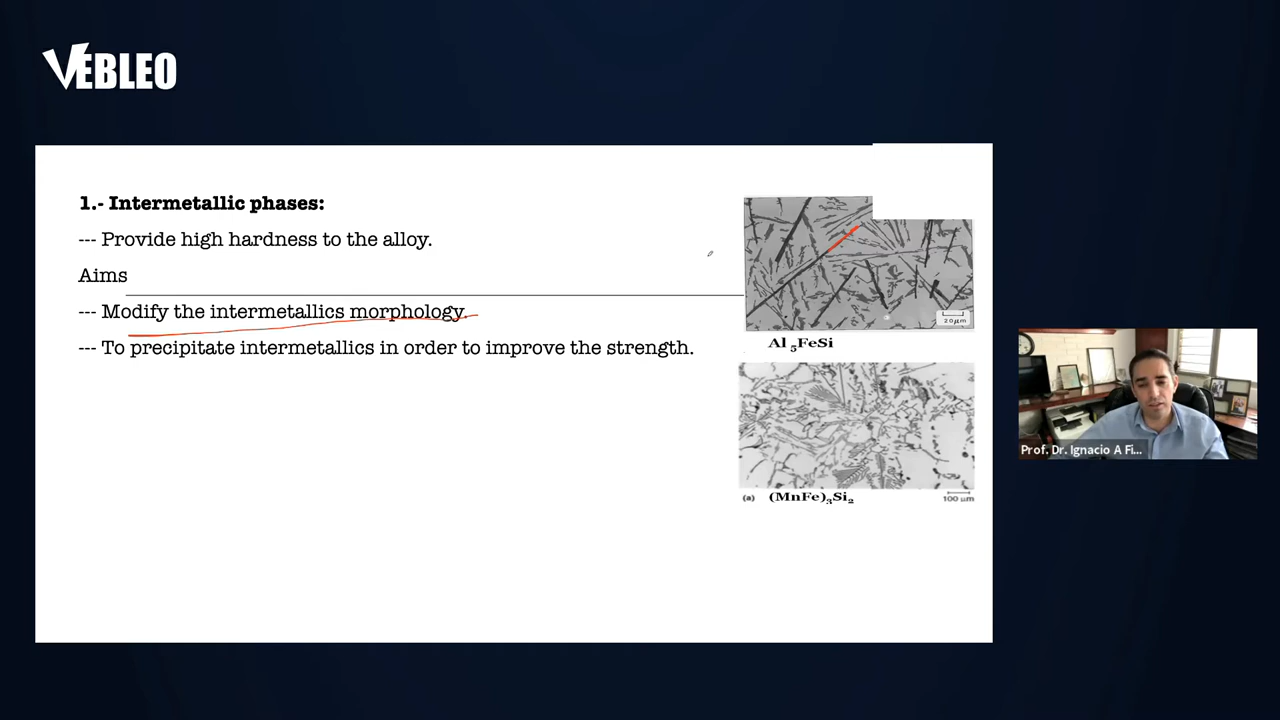 VEBLEO
1.- Intermetallic phases:
--- Provide high hardness to the alloy.
Aims
--- Modify the intermetallics morphology.
--- To precipitate intermetallics in order to improve the strength.
20μm
Al5FeSi
(a) (MnFe)3Si2
100 μm
Prof. Dr. Ignacio A Fi...